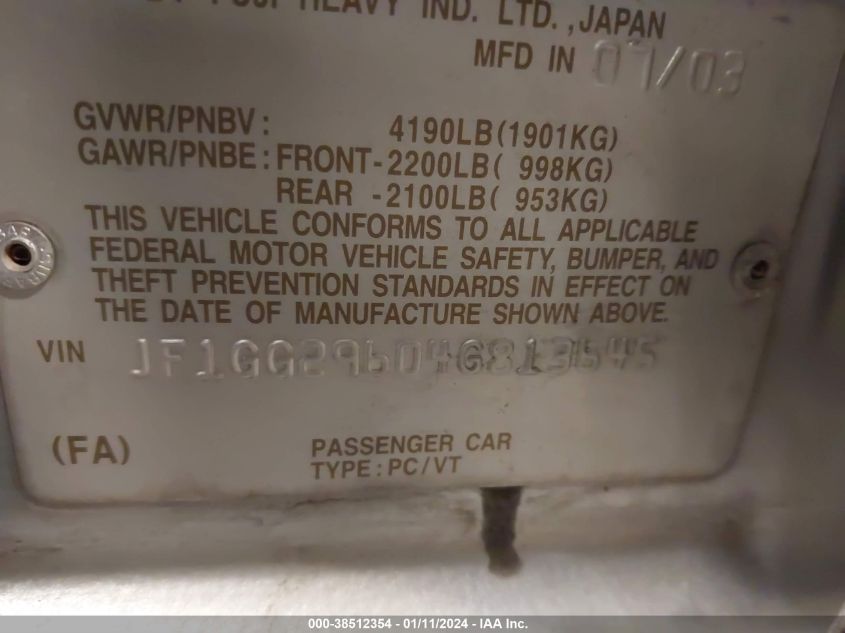 HEAVY IND. LTD.,JAPAN
MFD IN 07/03
GVWR/PNBV: 4190LB(1901KG)
GAWR/PNBE: FRONT-2200LB( 998KG)
REAR -2100LB( 953KG)
THIS VEHICLE CONFORMS TO ALL APPLICABLE
FEDERAL MOTOR VEHICLE SAFETY, BUMPER, AND
THEFT PREVENTION STANDARDS IN EFFECT ON
THE DATE OF MANUFACTURE SHOWN ABOVE.
VIN JF1GG29604G813645
(FA) PASSENGER CAR
TYPE:PC/VT
000-38512354 - 01/11/2024 - IAA Inc.